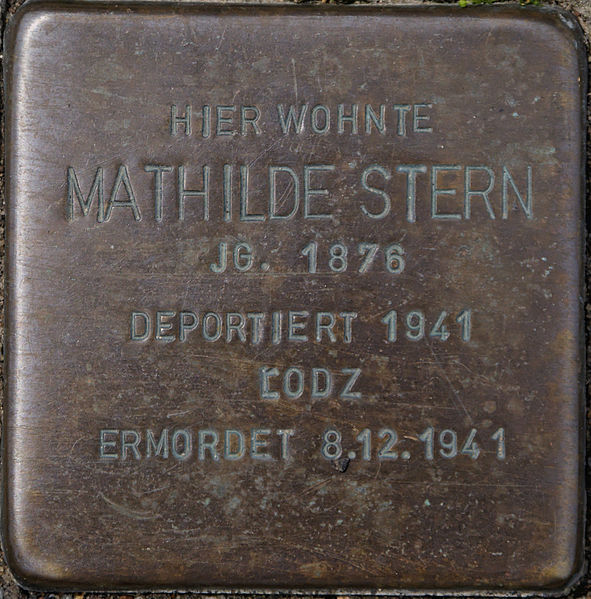 HIER WOHNTE
MATHILDE STERN
JG. 1876
DEPORTIERT 1941
ŁODZ
ERMORDET 8.12.1941